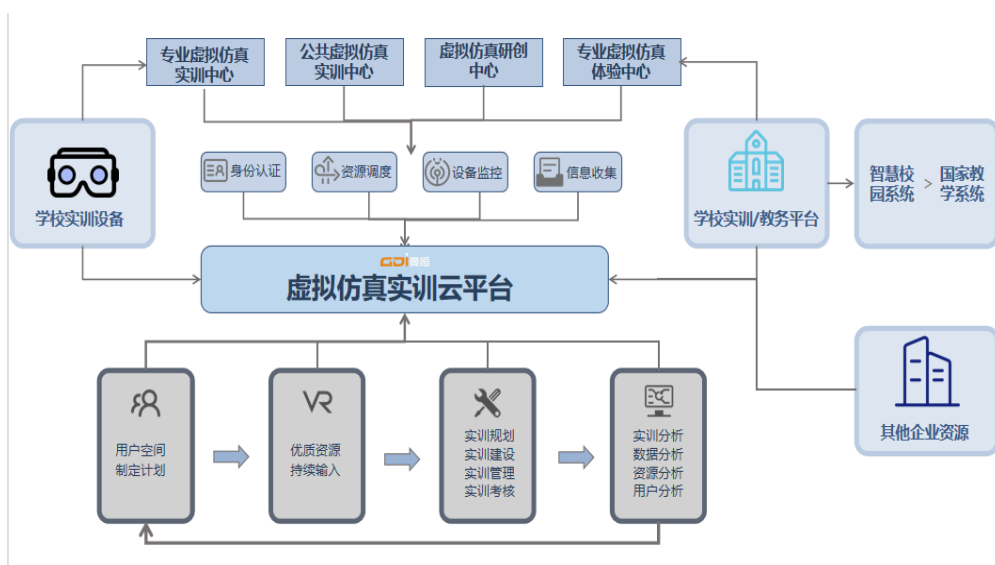 专业虚拟仿真
实训中心
公共虚拟仿真
实训中心
虚拟仿真研创
中心
专业虚拟仿真
体验中心
学校实训设备
身份认证
资源调度
设备监控
信息收集
学校实训/教务平台
智慧校
园系统
>
国家教
学系统
GDi
虚拟仿真实训云平台
用户空间
制定计划
VR
优质资源
持续输入
实训规划
实训建设
实训管理
实训考核
实训分析
数据分析
资源分析
用户分析
其他企业资源